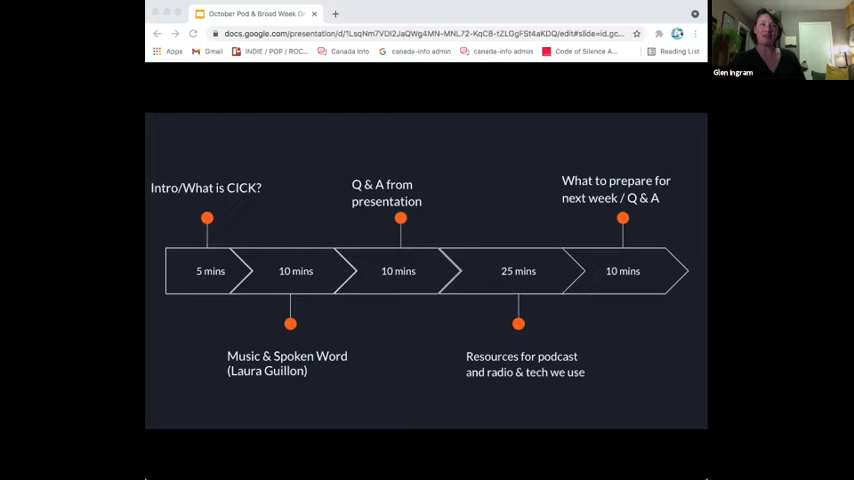 October Pod & Broad Week On
docs.google.com/presentation/d/1LsqNm7VDI2JaQWg4MN-MNL72-KqC8-tZLGgFSt4aKDQ/edit#slide=id.gc...
Apps
Gmail
INDIE / POP / ROC...
Canada Info
canada-info admin
canada-info admin
Code of Silence A...
Reading List
Glen Ingram
Intro/What is CICK?
Q & A from
presentation
What to prepare for
next week / Q & A
5 mins
10 mins
10 mins
25 mins
10 mins
Music & Spoken Word
(Laura Guillon)
Resources for podcast
and radio & tech we use